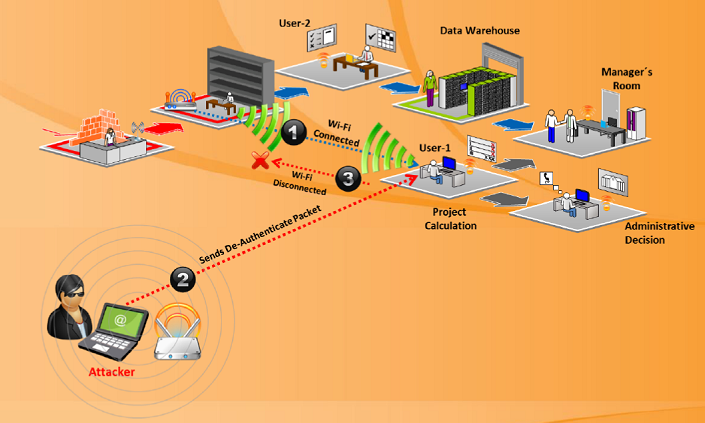 User-2
Data Warehouse
Manager´s
Room
1
Wi-Fi
Connected
User-1
3
Wi-Fi
Disconnected
Project
Calculation
Administrative
Decision
Sends De-Authenticate Packet
2
@
Attacker